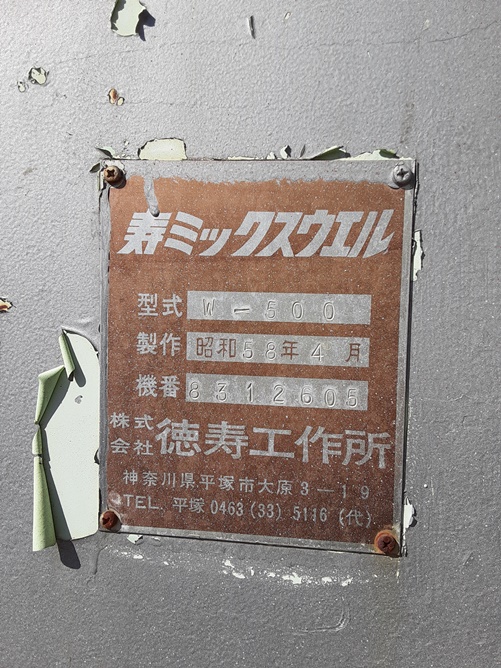 寿ミックスウエル
型式 W-500
製作 昭和58年4月
機番 8312605
株式会社 徳寿工作所
神奈川県平塚市大原3-19
TEL. 平塚 0463 (33) 5116 (代)